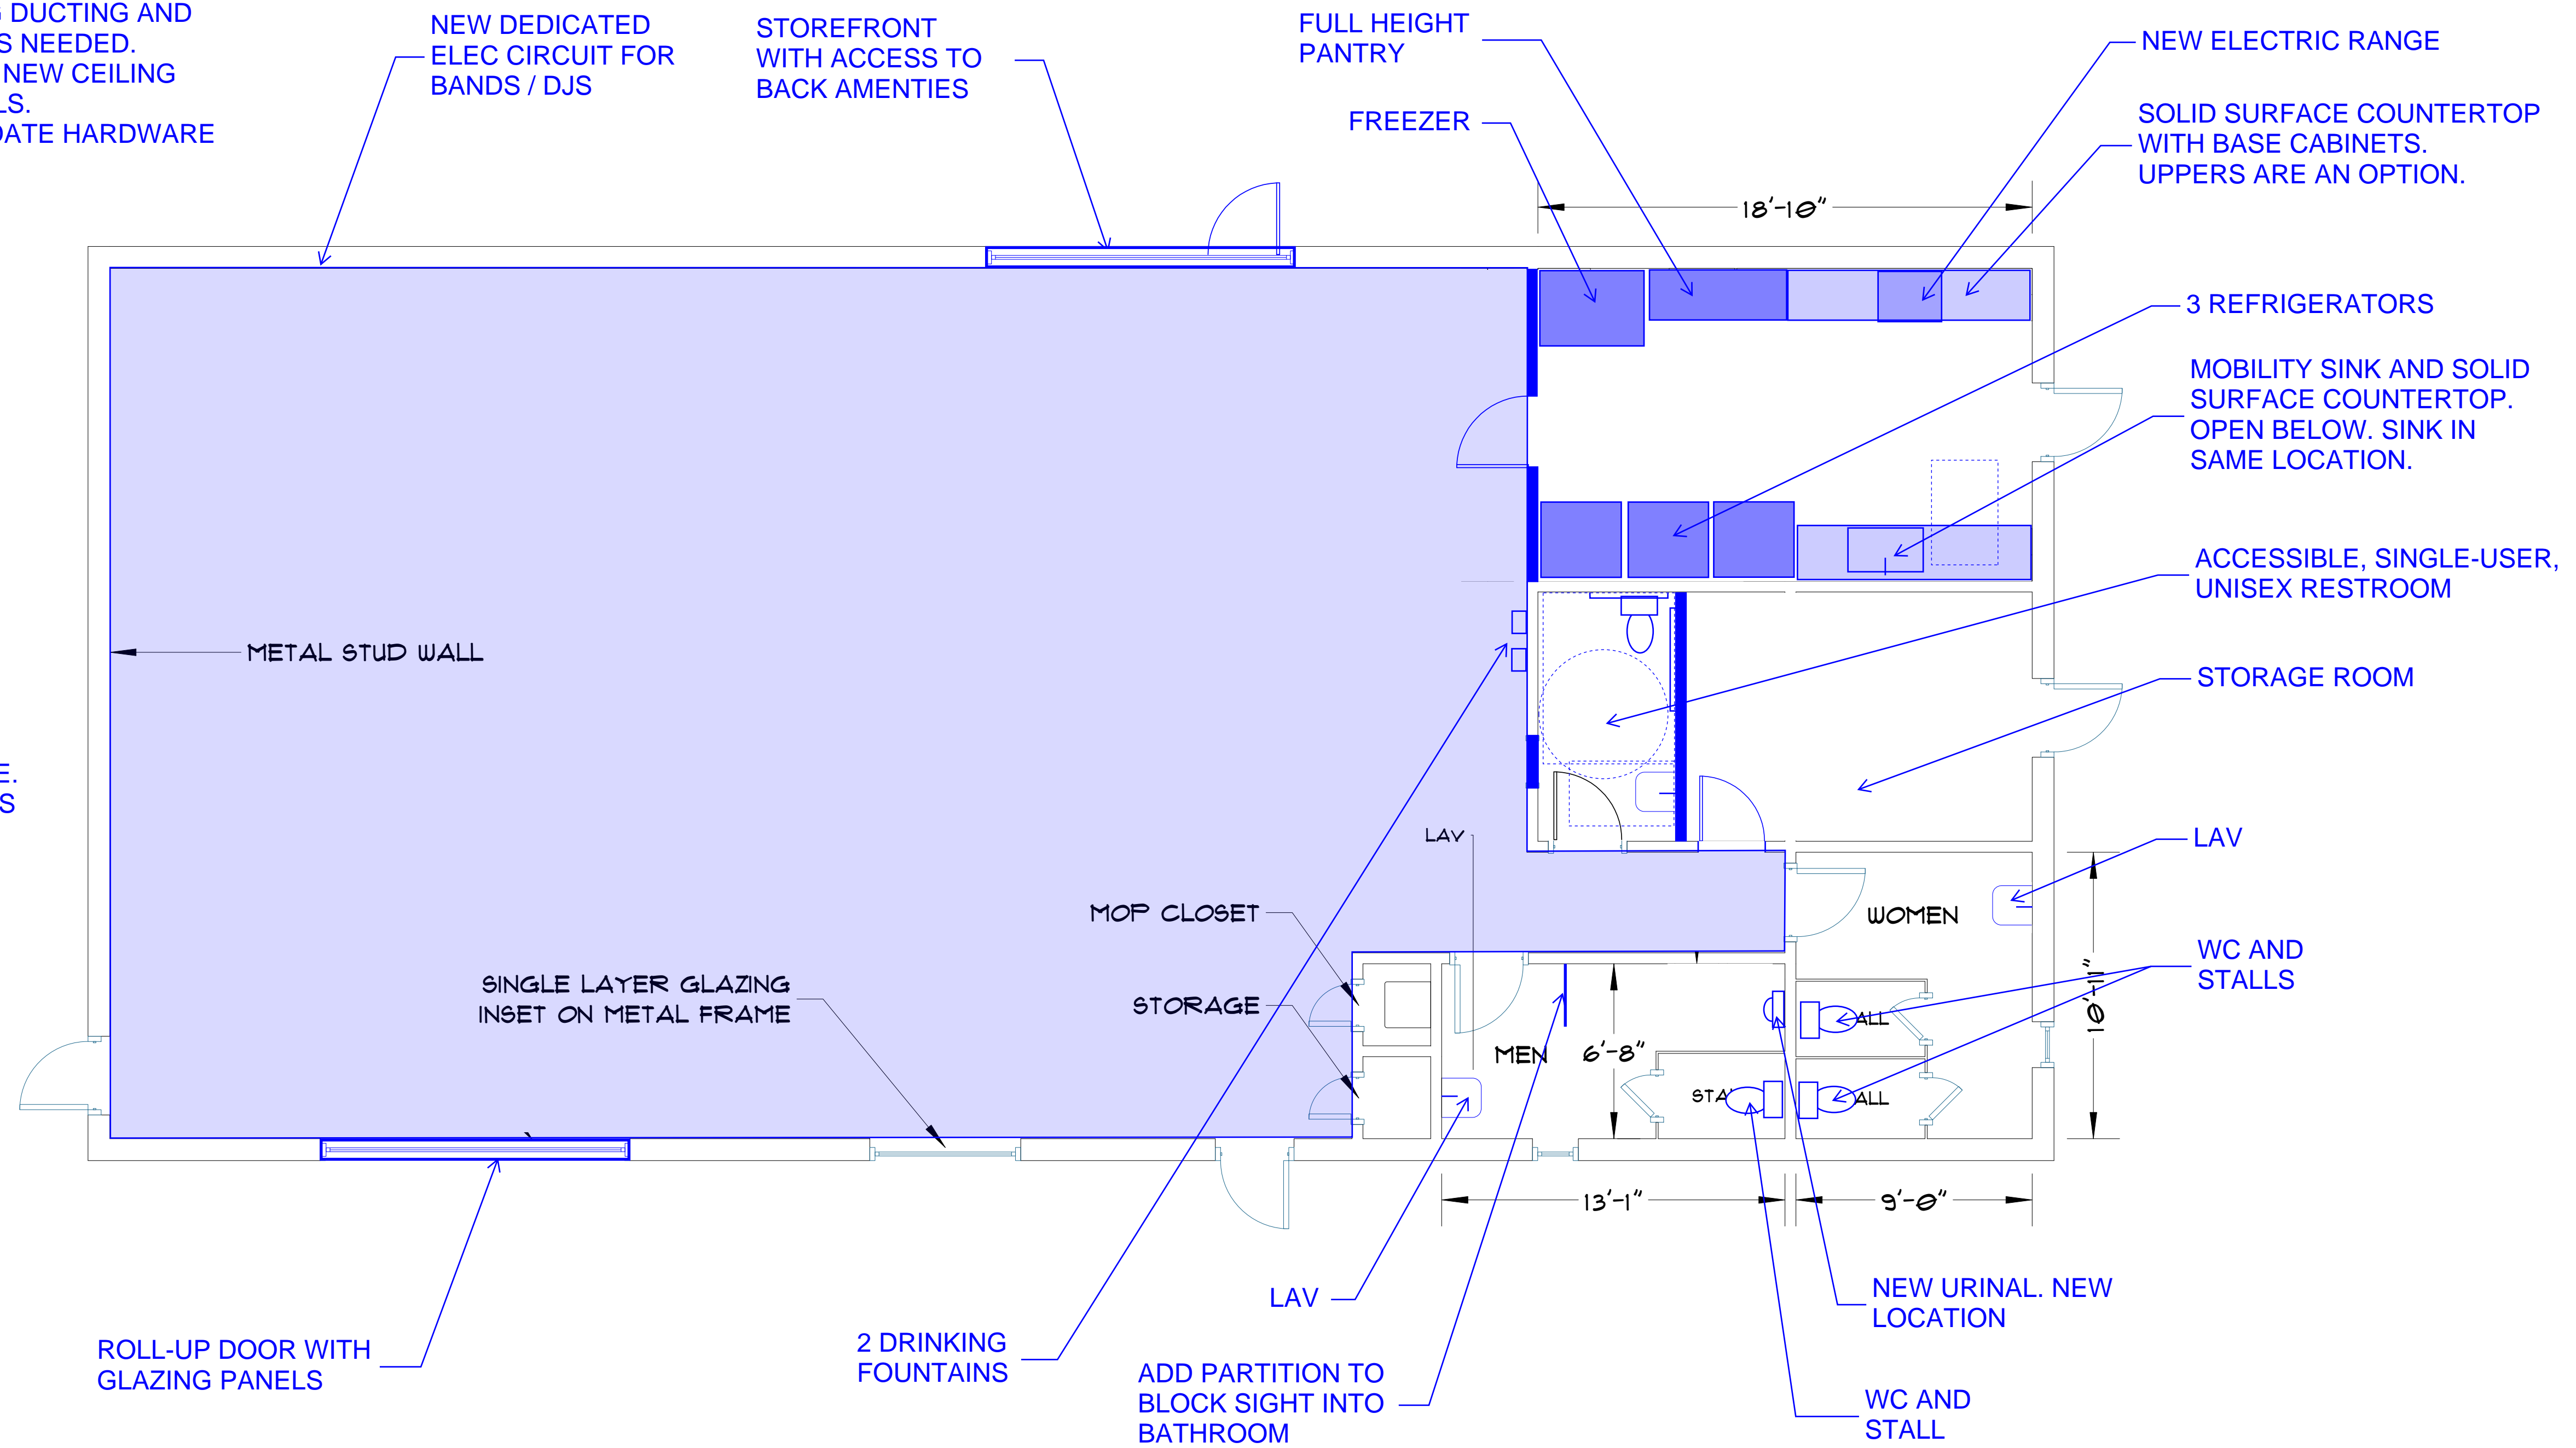 DUCTING AND
NEEDED.
NEW CEILING
DATE HARDWARE
NEW DEDICATED
ELEC CIRCUIT FOR
BANDS / DJS
STOREFRONT
WITH ACCESS TO
BACK AMENTIES
FULL HEIGHT
PANTRY
FREEZER
NEW ELECTRIC RANGE
SOLID SURFACE COUNTERTOP
WITH BASE CABINETS.
UPPERS ARE AN OPTION.
18'-10"
3 REFRIGERATORS
MOBILITY SINK AND SOLID
SURFACE COUNTERTOP.
OPEN BELOW. SINK IN
SAME LOCATION.
ACCESSIBLE, SINGLE-USER,
UNISEX RESTROOM
METAL STUD WALL
STORAGE ROOM
LAV
LAV
MOP CLOSET
WOMEN
WC AND
STALLS
SINGLE LAYER GLAZING
INSET ON METAL FRAME
STORAGE
10'-1"
ALL
MEN
6'-8"
STA
ALL
13'-1"
9'-0"
LAV
NEW URINAL. NEW
LOCATION
ROLL-UP DOOR WITH
GLAZING PANELS
2 DRINKING
FOUNTAINS
ADD PARTITION TO
BLOCK SIGHT INTO
BATHROOM
WC AND
STALL